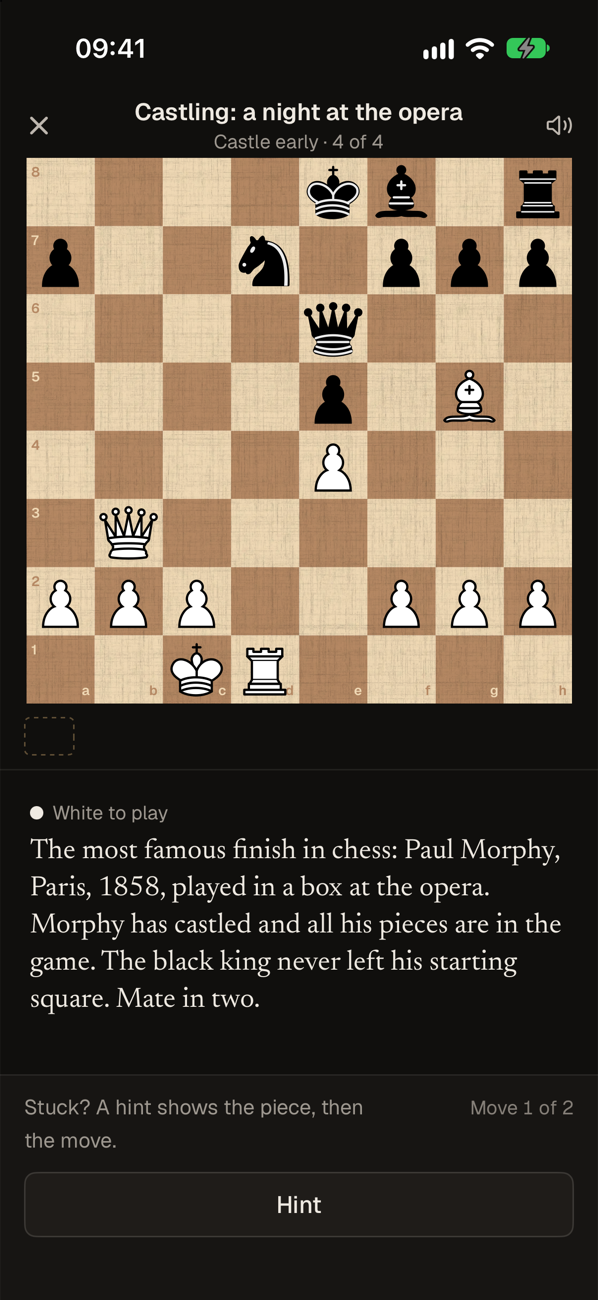 09:41
Castling: a night at the opera
Castle early · 4 of 4
8
7
6
5
4
3
2
1
a b c d e f g h
White to play
The most famous finish in chess: Paul Morphy,
Paris, 1858, played in a box at the opera.
Morphy has castled and all his pieces are in the
game. The black king never left his starting
square. Mate in two.
Stuck? A hint shows the piece, then
the move.
Move 1 of 2
Hint